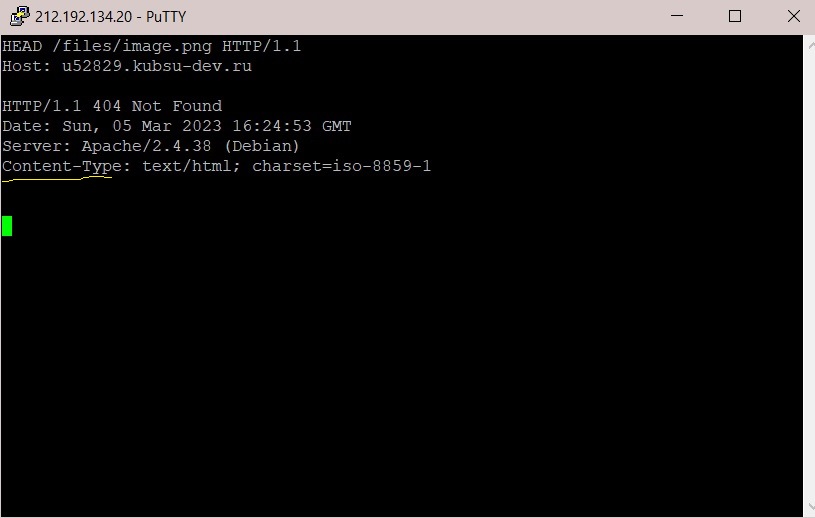 212.192.134.20 - PuTTY
HEAD /files/image.png HTTP/1.1
Host: u52829.kubsu-dev.ru
HTTP/1.1 404 Not Found
Date: Sun, 05 Mar 2023 16:24:53 GMT
Server: Apache/2.4.38 (Debian)
Content-Type: text/html; charset=iso-8859-1